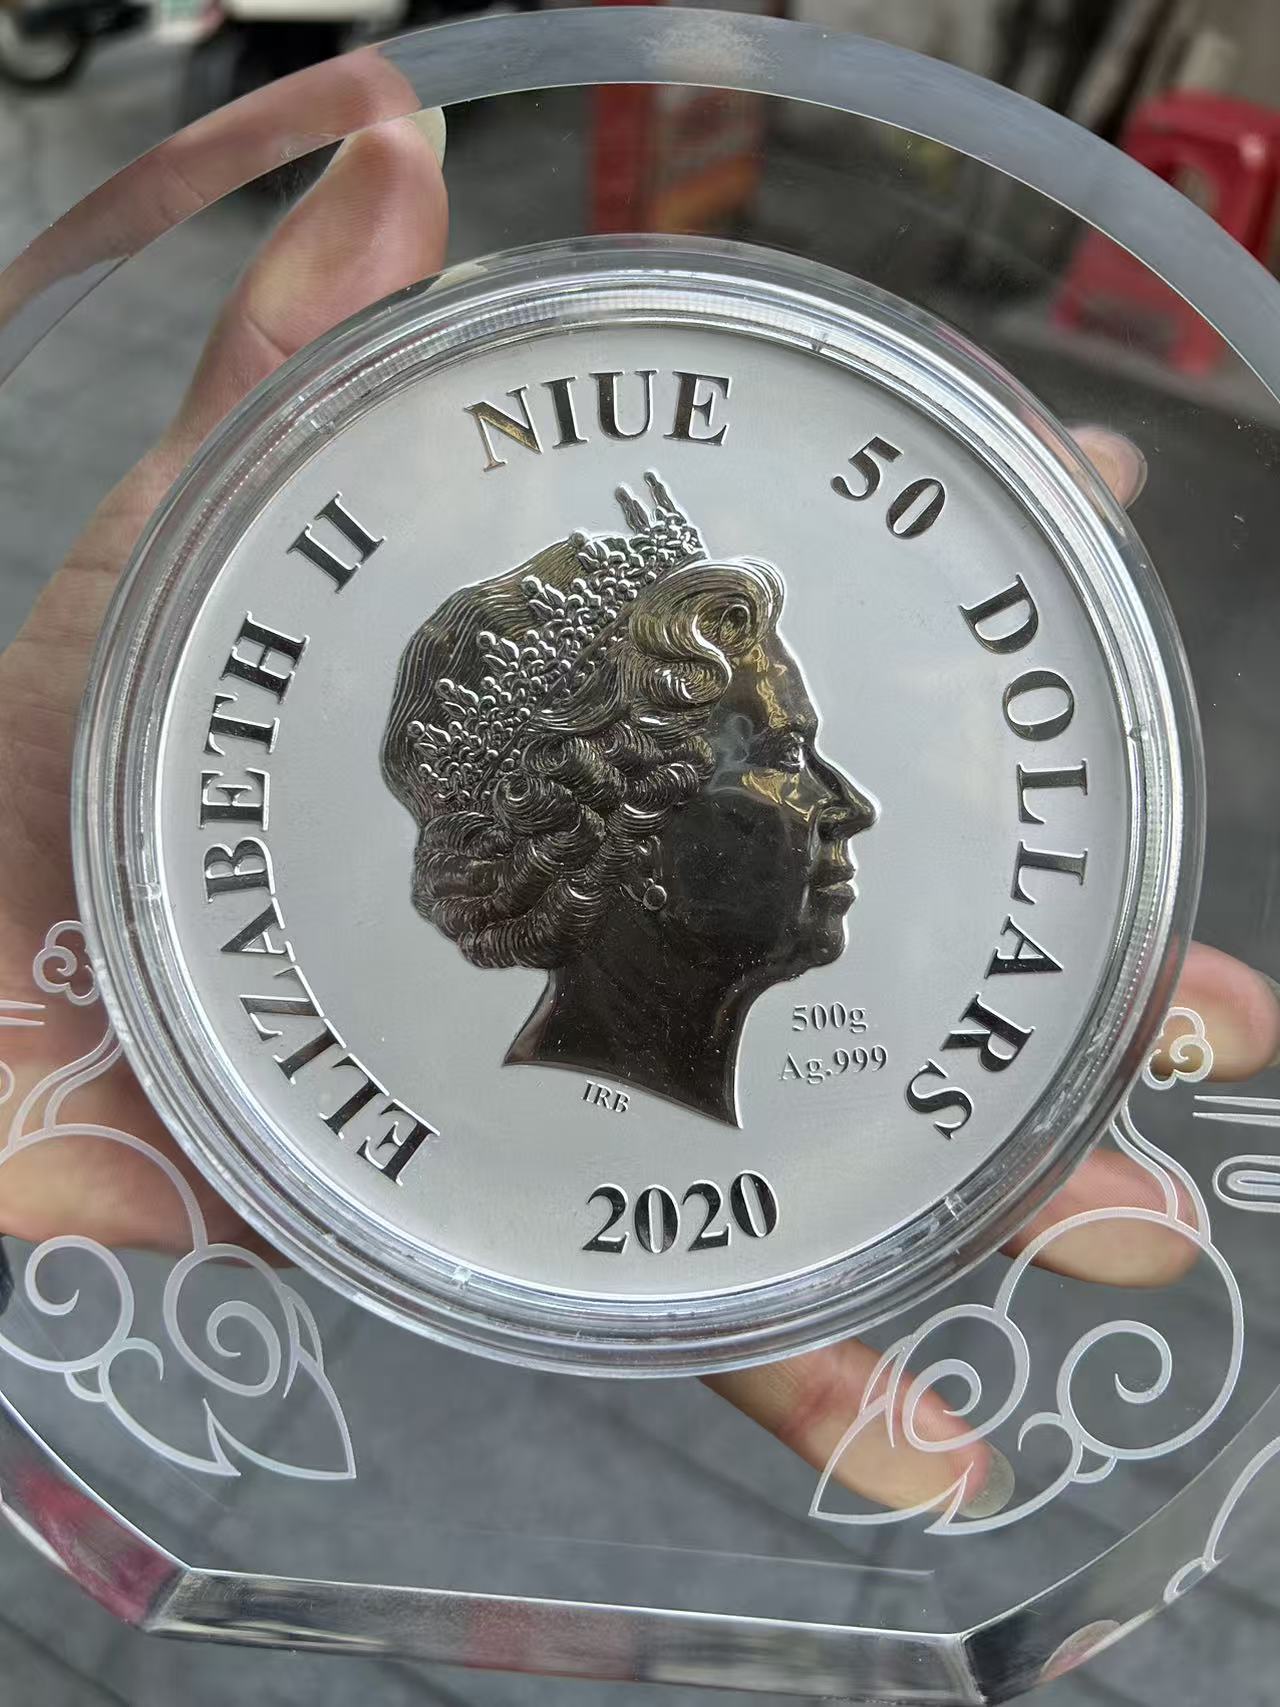 ELIZABETH II
NIUE
50 DOLLARS
500g
Ag.999
IRB
2020